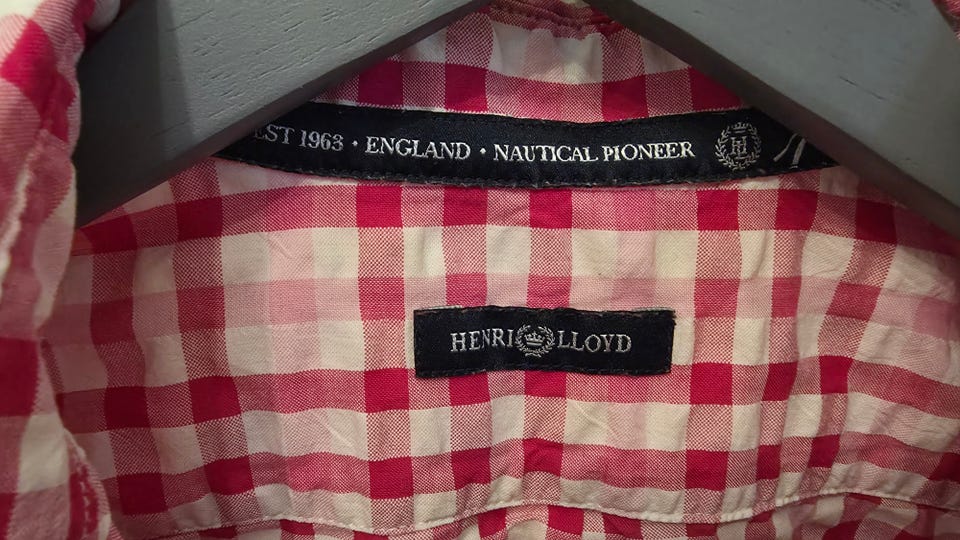 EST 1963 • ENGLAND • NAUTICAL PIONEER
HENRI LLOYD